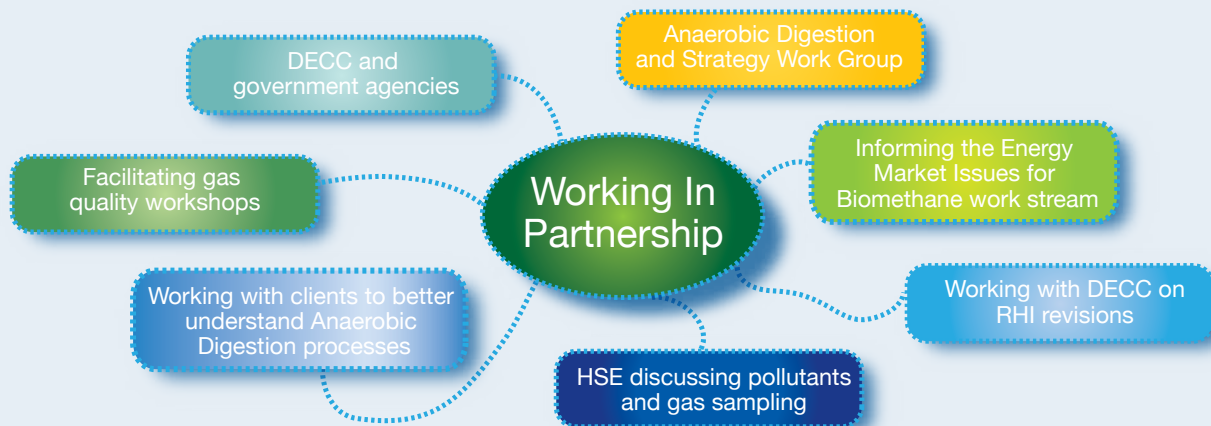 DECC and
government agencies
Anaerobic Digestion
and Strategy Work Group
Facilitating gas
quality workshops
Working In
Partnership
Informing the Energy
Market Issues for
Biomethane work stream
Working with clients to better
understand Anaerobic
Digestion processes
HSE discussing pollutants
and gas sampling
Working with DECC on
RHI revisions